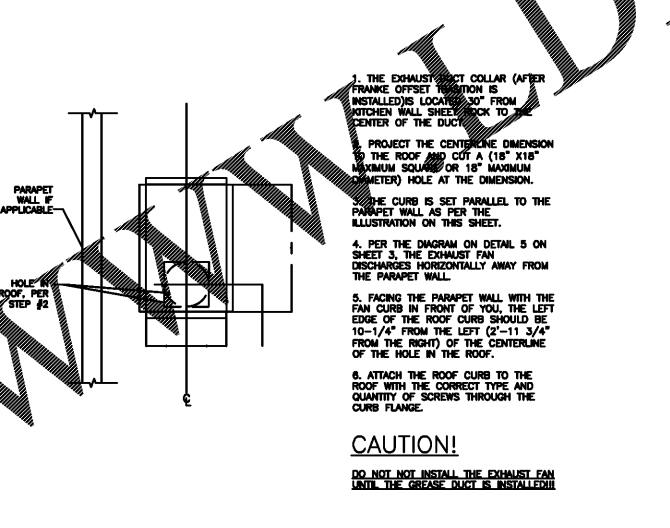 1. THE EXHAUST DUCT COLLAR (AFTER
FRANKE OFFSET TRANSITION IS
INSTALLED)IS LOCATED 30" FROM
KITCHEN WALL SHEET ROCK TO THE
CENTER OF THE DUCT.
2. PROJECT THE CENTERLINE DIMENSION
TO THE ROOF AND CUT A (18" X18"
MAXIMUM SQUARE OR 18" MAXIMUM
DIAMETER) HOLE AT THE DIMENSION.
3. THE CURB IS SET PARALLEL TO THE
PARAPET WALL AS PER THE
ILLUSTRATION ON THIS SHEET.
4. PER THE DIAGRAM ON DETAIL 5 ON
SHEET 3, THE EXHAUST FAN
DISCHARGES HORIZONTALLY AWAY FROM
THE PARAPET WALL.
5. FACING THE PARAPET WALL WITH THE
FAN CURB IN FRONT OF YOU, THE LEFT
EDGE OF THE ROOF CURB SHOULD BE
10-1/4" FROM THE LEFT (2'-11 3/4"
FROM THE RIGHT) OF THE CENTERLINE
OF THE HOLE IN THE ROOF.
6. ATTACH THE ROOF CURB TO THE
ROOF WITH THE CORRECT TYPE AND
QUANTITY OF SCREWS THROUGH THE
CURB FLANGE.
CAUTION!
DO NOT NOT INSTALL THE EXHAUST FAN
UNTIL THE GREASE DUCT IS INSTALLED!!!
PARAPET
WALL IF
APPLICABLE
HOLE IN
ROOF, PER
STEP #2
℄
WWW.LD